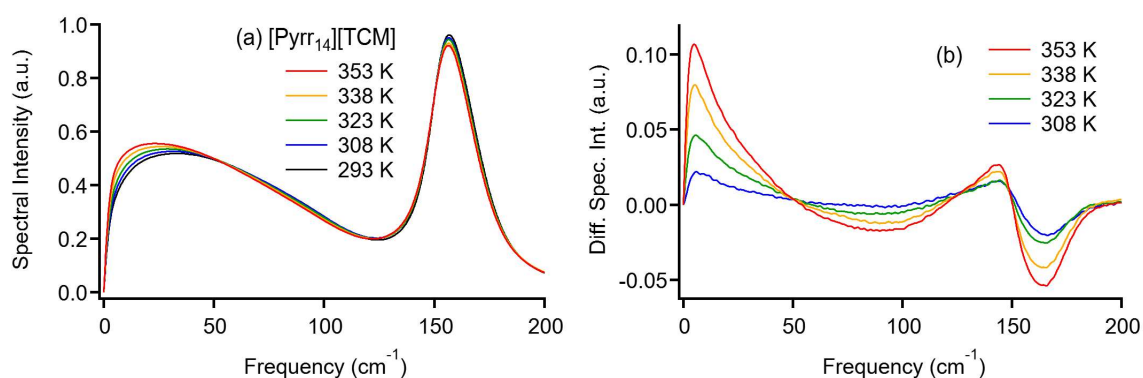 (a) [Pyrr14][TCM]
353 K
338 K
323 K
308 K
293 K
1.0
0.8
0.6
0.4
0.2
0.0
Spectral Intensity (a.u.)
0 50 100 150 200
Frequency (cm-1)
(b)
353 K
338 K
323 K
308 K
0.10
0.05
0.00
-0.05
Diff. Spec. Int. (a.u.)
0 50 100 150 200
Frequency (cm-1)